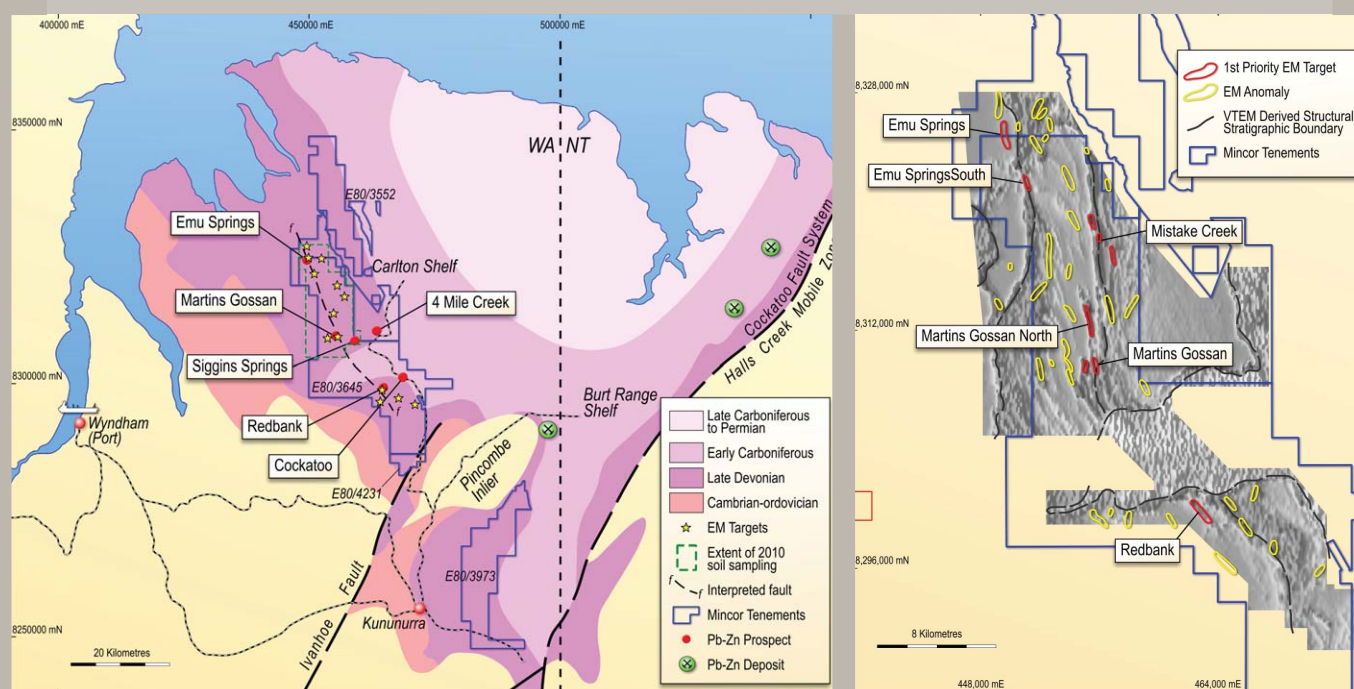 400000 mE
450000 mE
500000 mE
8350000 mN
WA NT
E80/3552
Emu Springs
f
Carlton Shelf
Cockatoo Fault System
Halls Creek Mobile Zon
Martins Gossan
4 Mile Creek
Siggins Springs
8300000 mN
E80/3645
Burt Range
Shelf
Redbank
f
Wyndham
(Port)
Cockatoo
Pincombe
Inlier
E80/4231
E80/3973
Kununurra
Ivanhoe Fault
8250000 mN
20 Kilometres
Late Carboniferous
to Permian
Early Carboniferous
Late Devonian
Cambrian-ordovician
EM Targets
Extent of 2010
soil sampling
f
Interpreted fault
Mincor Tenements
Pb-Zn Prospect
Pb-Zn Deposit
8,328,000 mN
1st Priority EM Target
EM Anomaly
VTEM Derived Structural
Stratigraphic Boundary
Mincor Tenements
Emu Springs
Emu SpringsSouth
Mistake Creek
8,312,000 mN
Martins Gossan North
Martins Gossan
Redbank
8,296,000 mN
8 Kilometres
448,000 mE
464,000 mE